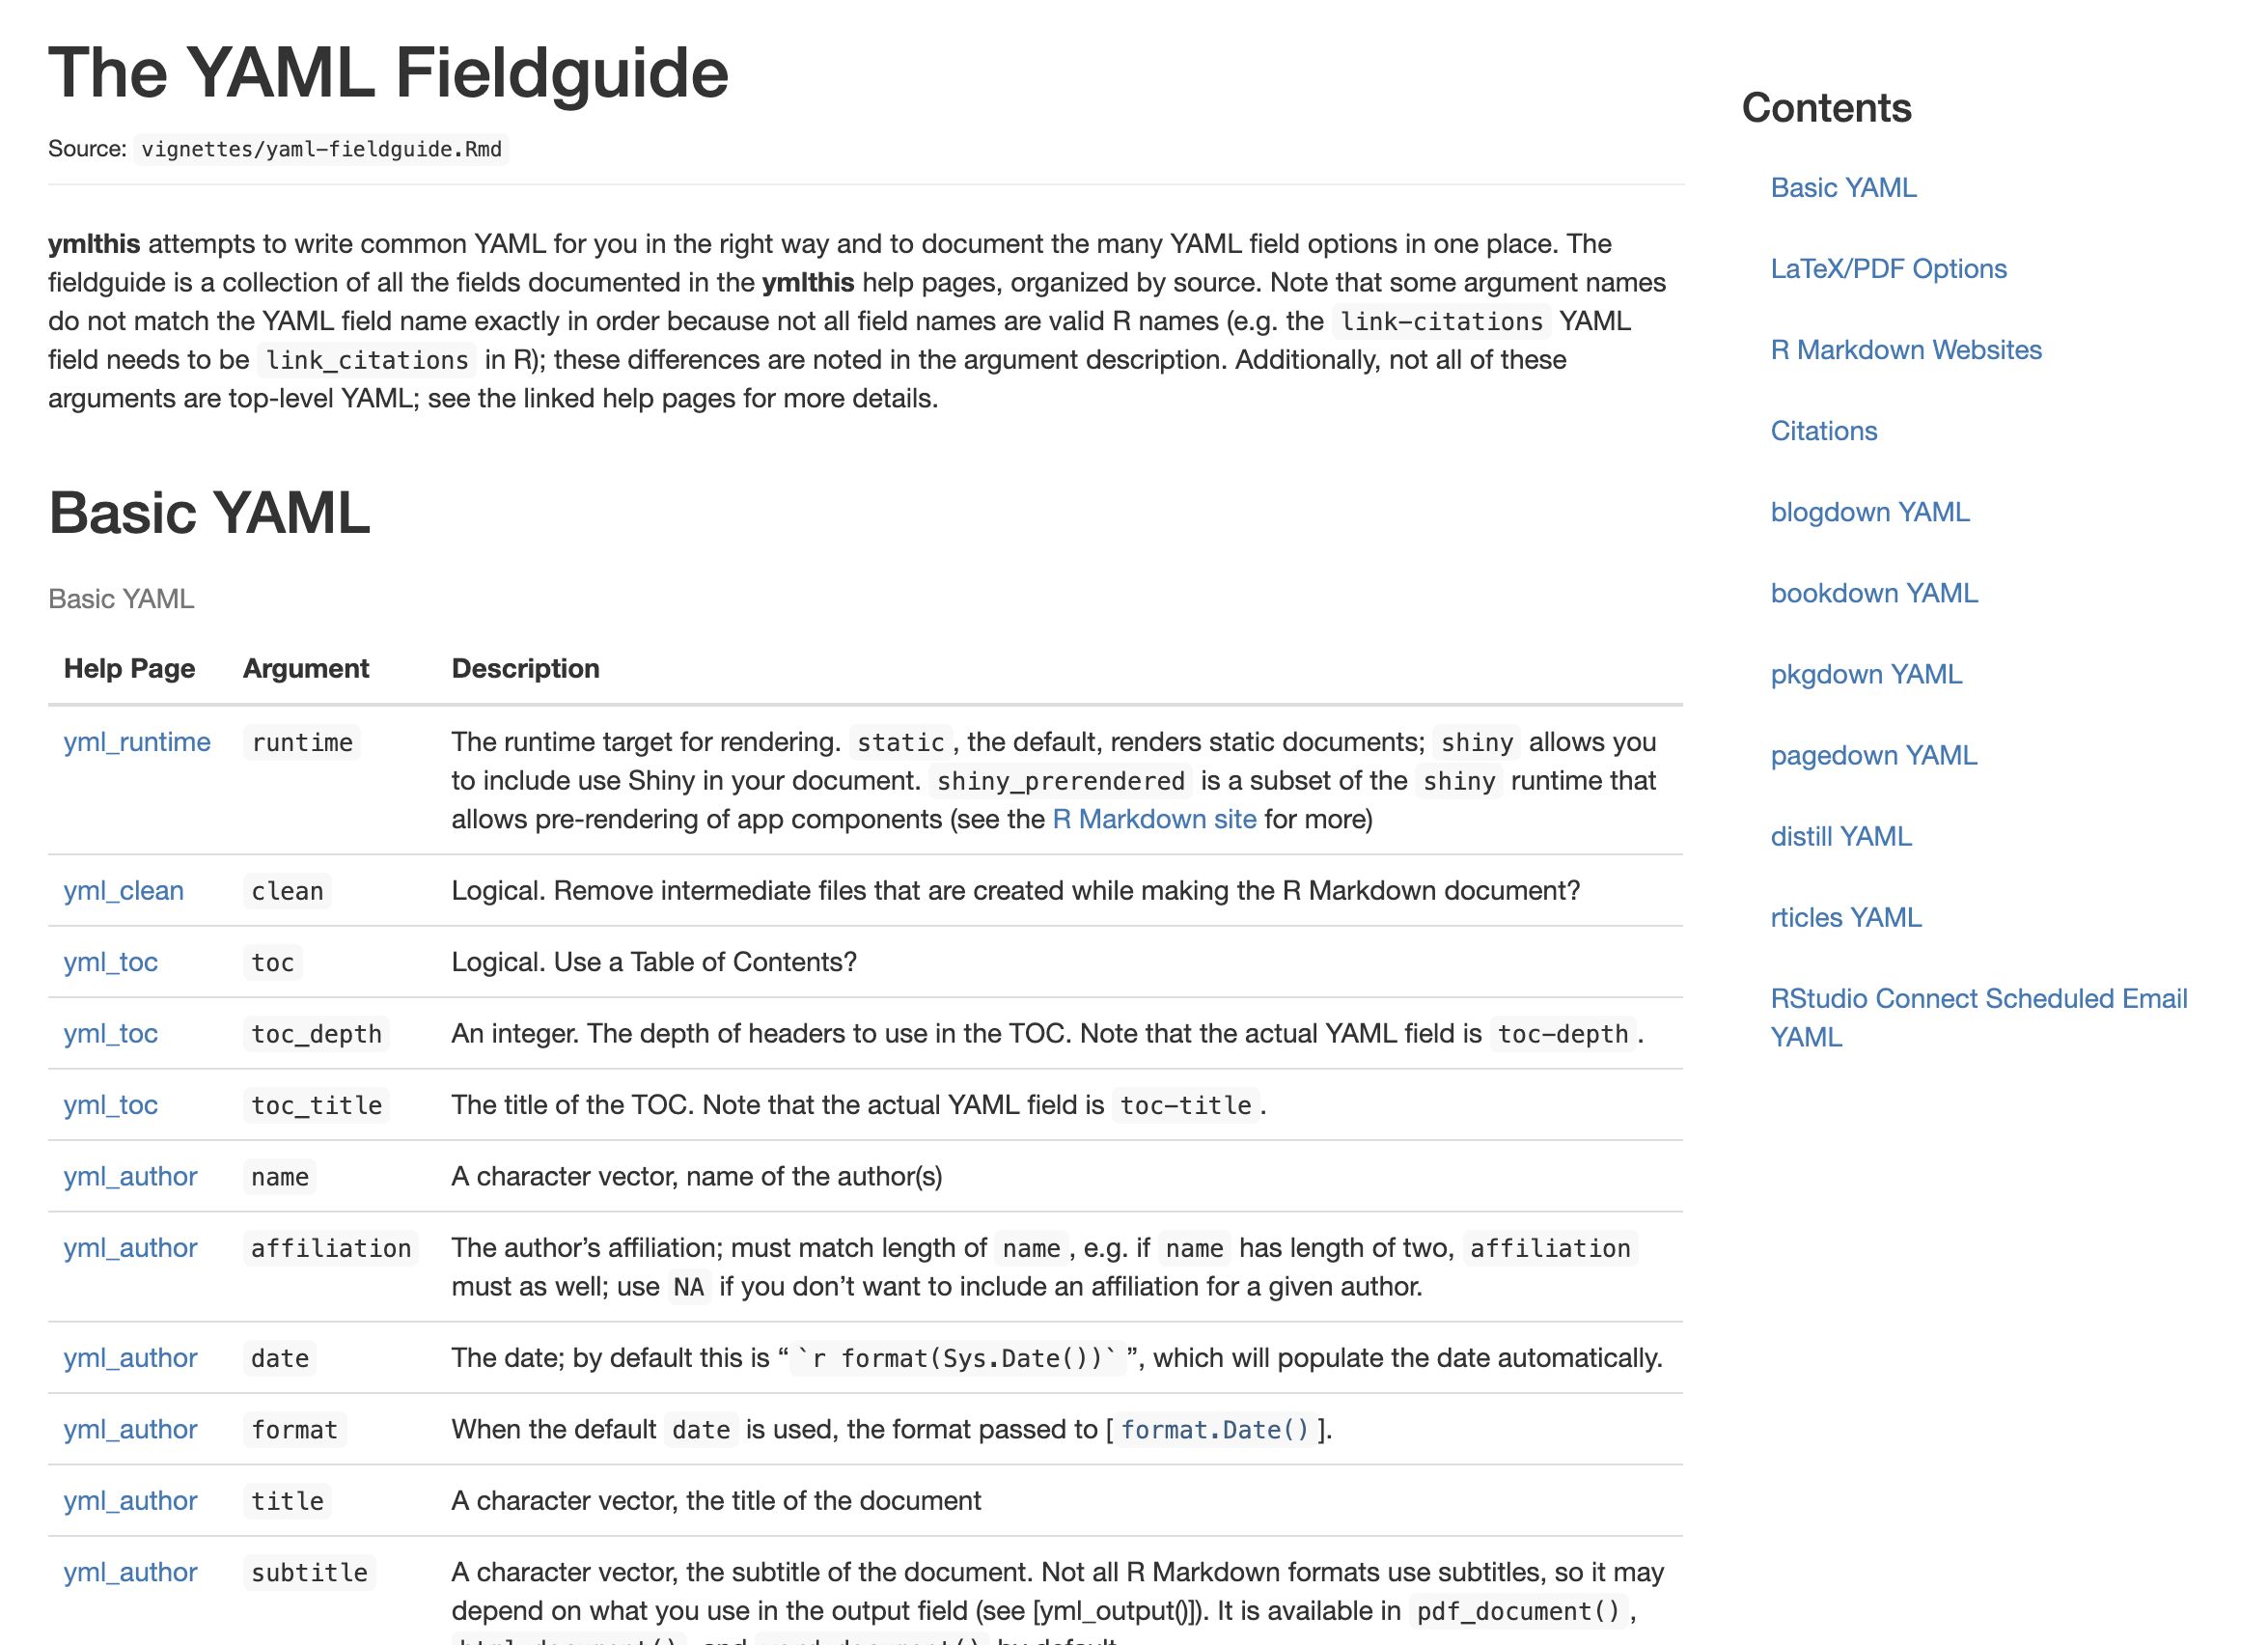 The YAML Fieldguide
Source: vignettes/yaml-fieldguide.Rmd
ymlthis attempts to write common YAML for you in the right way and to document the many YAML field options in one place. The
fieldguide is a collection of all the fields documented in the ymlthis help pages, organized by source. Note that some argument names
do not match the YAML field name exactly in order because not all field names are valid R names (e.g. the link-citations YAML
field needs to be link_citations in R); these differences are noted in the argument description. Additionally, not all of these
arguments are top-level YAML; see the linked help pages for more details.
Basic YAML
Basic YAML
Help Page Argument Description
yml_runtime runtime The runtime target for rendering. static, the default, renders static documents; shiny allows you
to include use Shiny in your document. shiny_prerendered is a subset of the shiny runtime that
allows pre-rendering of app components (see the R Markdown site for more)
yml_clean clean Logical. Remove intermediate files that are created while making the R Markdown document?
yml_toc toc Logical. Use a Table of Contents?
yml_toc toc_depth An integer. The depth of headers to use in the TOC. Note that the actual YAML field is toc-depth.
yml_toc toc_title The title of the TOC. Note that the actual YAML field is toc-title.
yml_author name A character vector, name of the author(s)
yml_author affiliation The author’s affiliation; must match length of name, e.g. if name has length of two, affiliation
must as well; use NA if you don’t want to include an affiliation for a given author.
yml_author date The date; by default this is “`r format(Sys.Date())`”, which will populate the date automatically.
yml_author format When the default date is used, the format passed to [format.Date()].
yml_author title A character vector, the title of the document
yml_author subtitle A character vector, the subtitle of the document. Not all R Markdown formats use subtitles, so it may
depend on what you use in the output field (see [yml_output()]). It is available in pdf_document(),
html_document(), and word_document() by default
Contents
Basic YAML
LaTeX/PDF Options
R Markdown Websites
Citations
blogdown YAML
bookdown YAML
pkgdown YAML
pagedown YAML
distill YAML
rticles YAML
RStudio Connect Scheduled Email
YAML